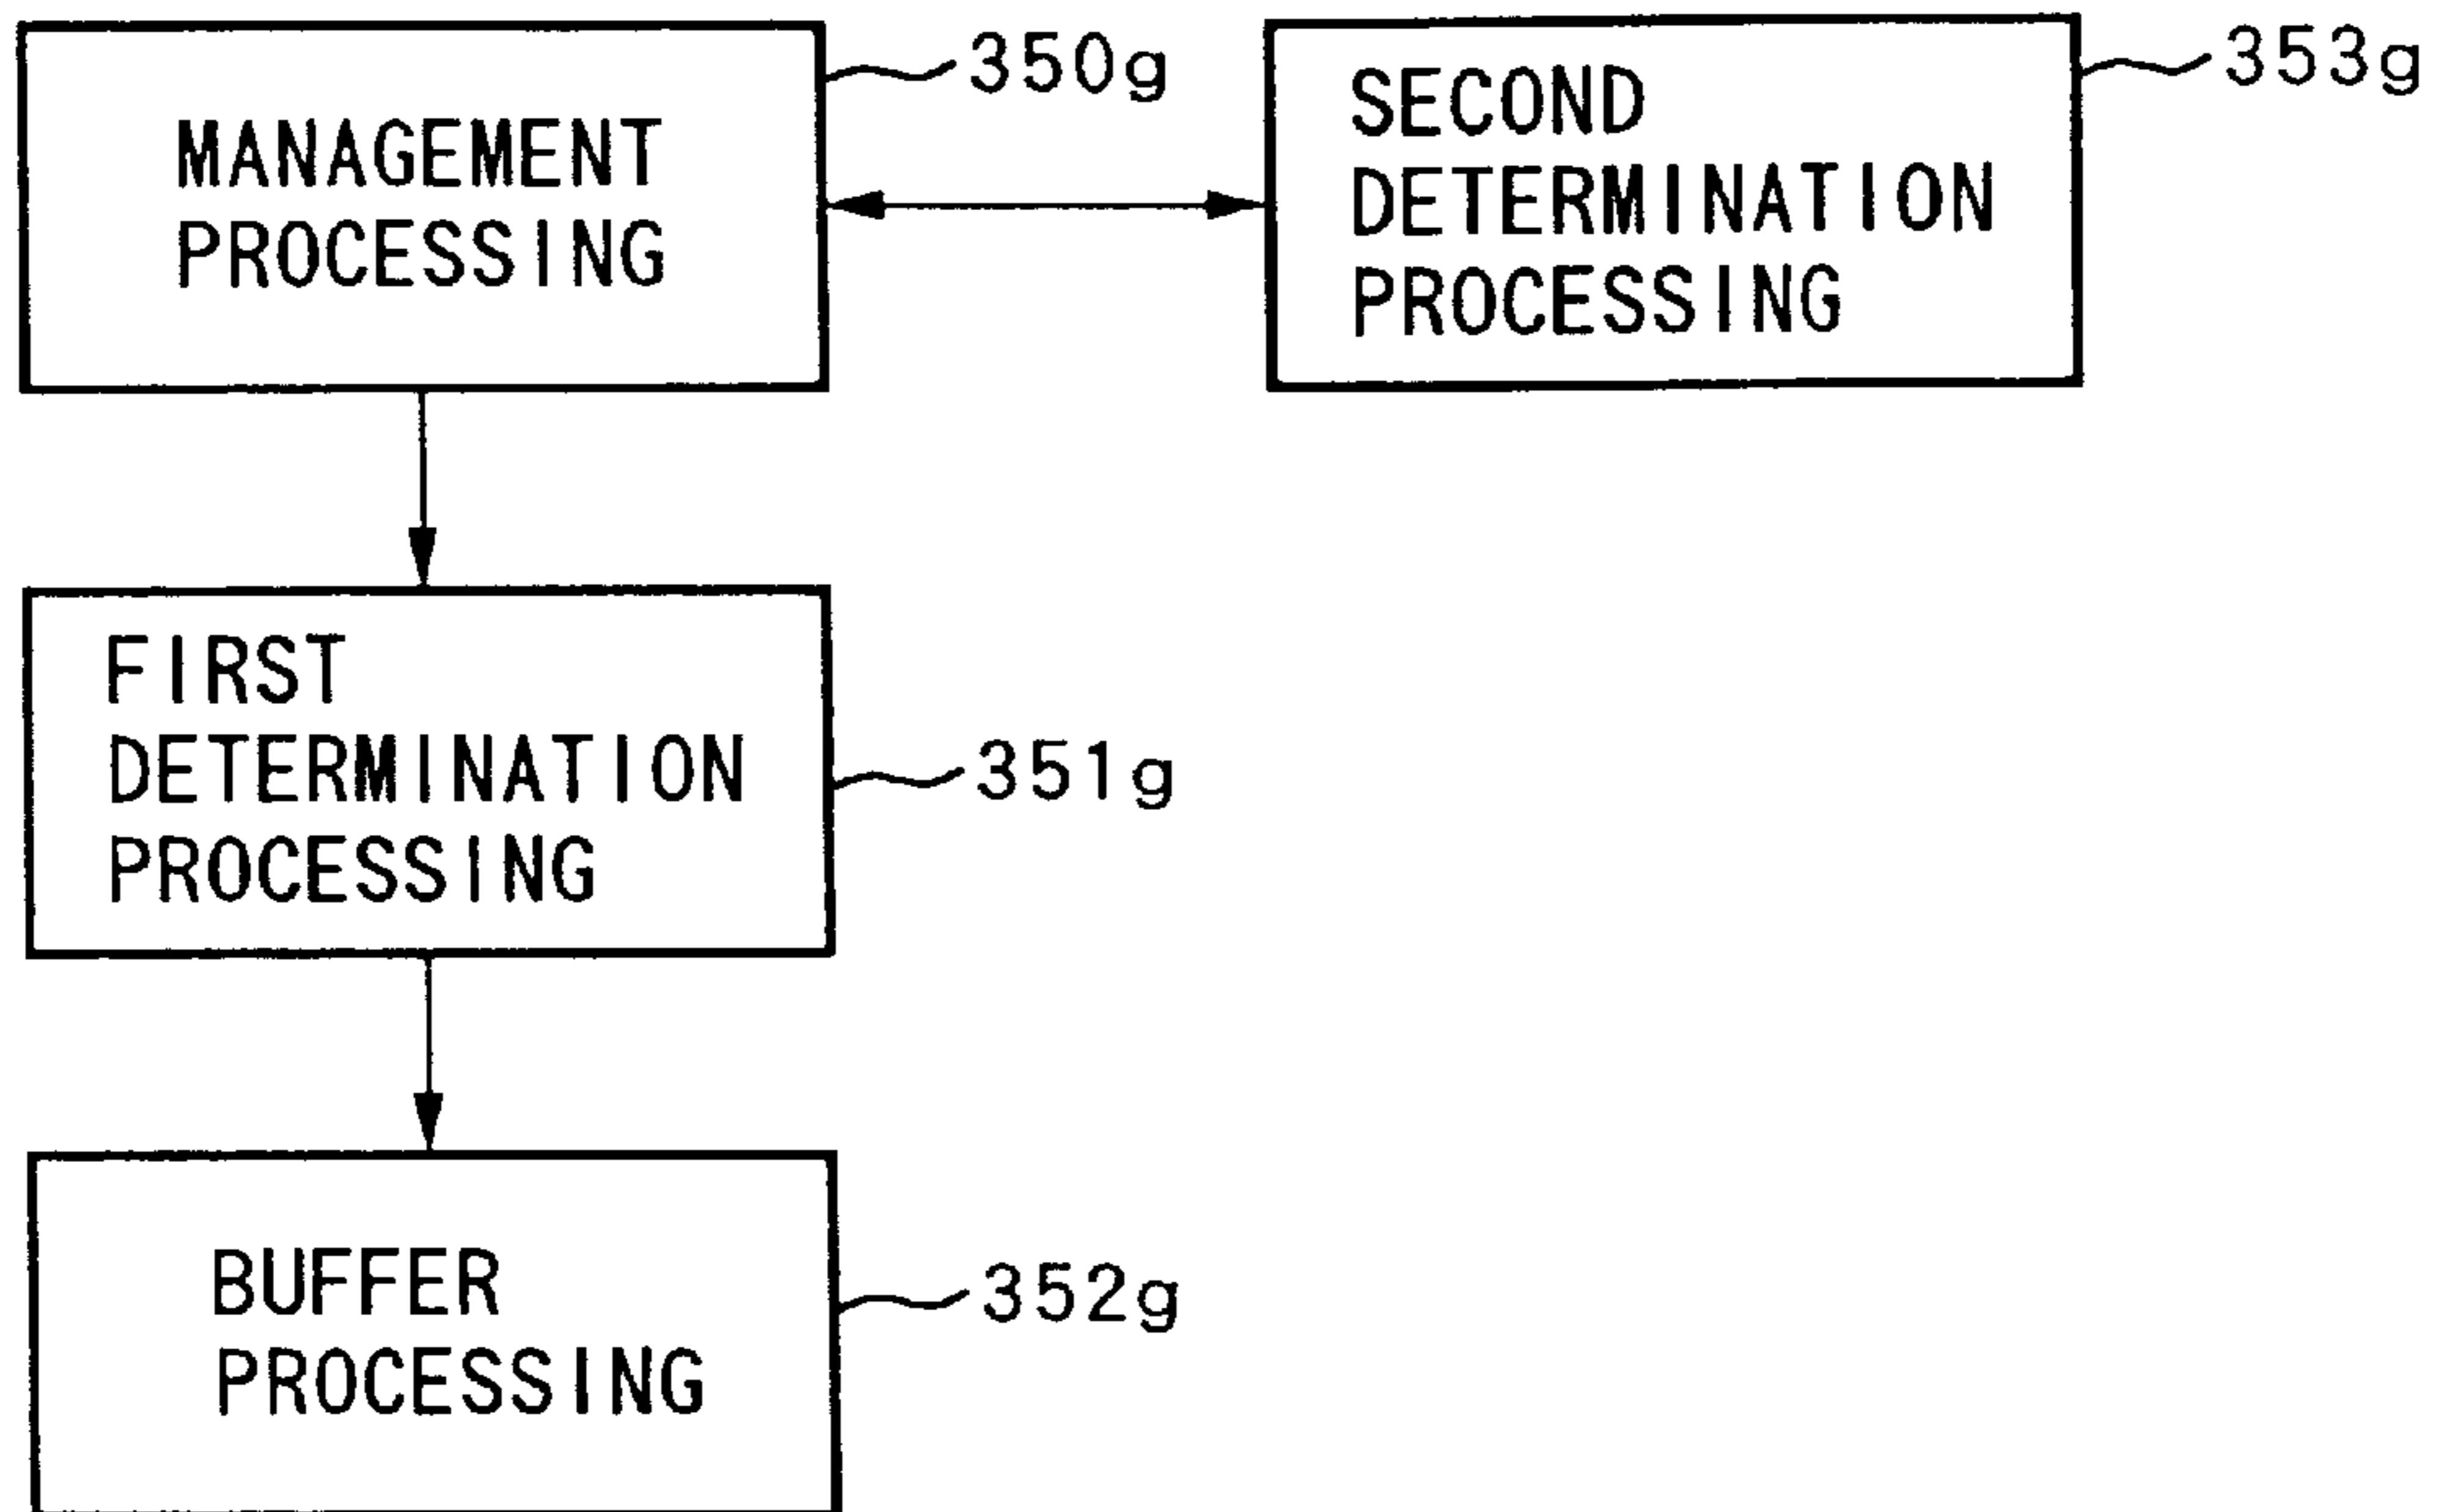 MANAGEMENT
PROCESSING
350g
SECOND
DETERMINATION
PROCESSING
353g
FIRST
DETERMINATION
PROCESSING
351g
BUFFER
PROCESSING
352g